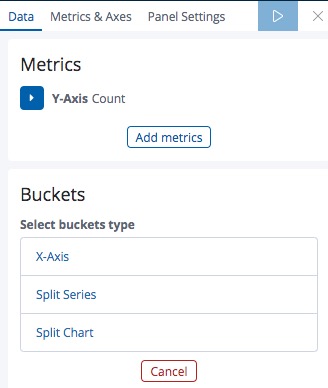 Data Metrics & Axes Panel Settings
Metrics
Y-Axis Count
Add metrics
Buckets
Select buckets type
X-Axis
Split Series
Split Chart
Cancel